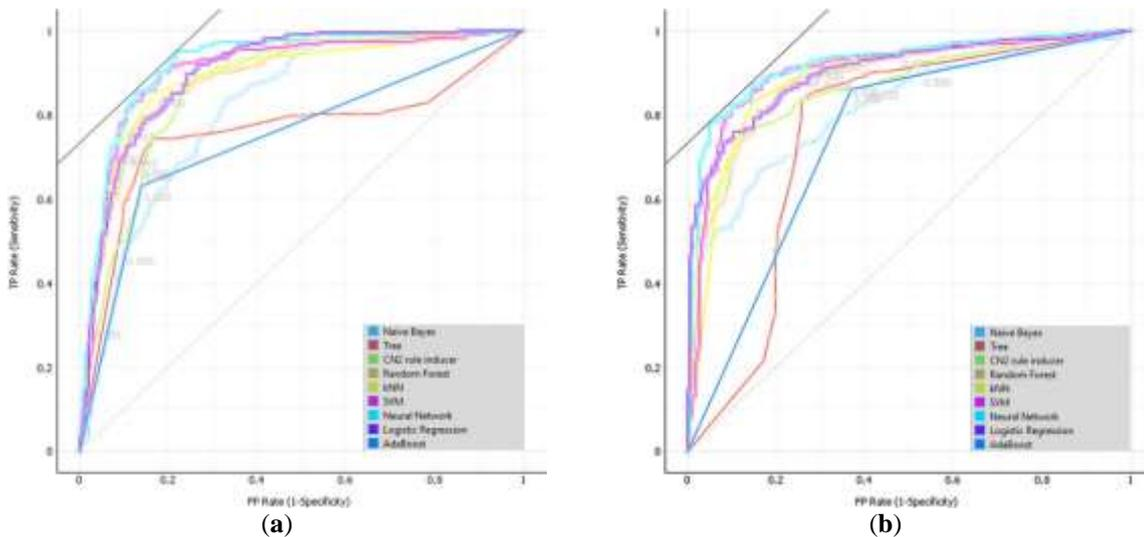 1
0.8
0.6
0.4
0.2
0
TP Rate (Sensitivity)
0 0.2 0.4 0.6 0.8 1
FP Rate (1-Specificity)
Naive Bayes
Tree
CN2 rule inducer
Random Forest
kNN
SVM
Neural Network
Logistic Regression
AdaBoost
(a)
1
0.8
0.6
0.4
0.2
0
TP Rate (Sensitivity)
0 0.2 0.4 0.6 0.8 1
FP Rate (1-Specificity)
Naive Bayes
Tree
CN2 rule inducer
Random Forest
kNN
SVM
Neural Network
Logistic Regression
AdaBoost
(b)